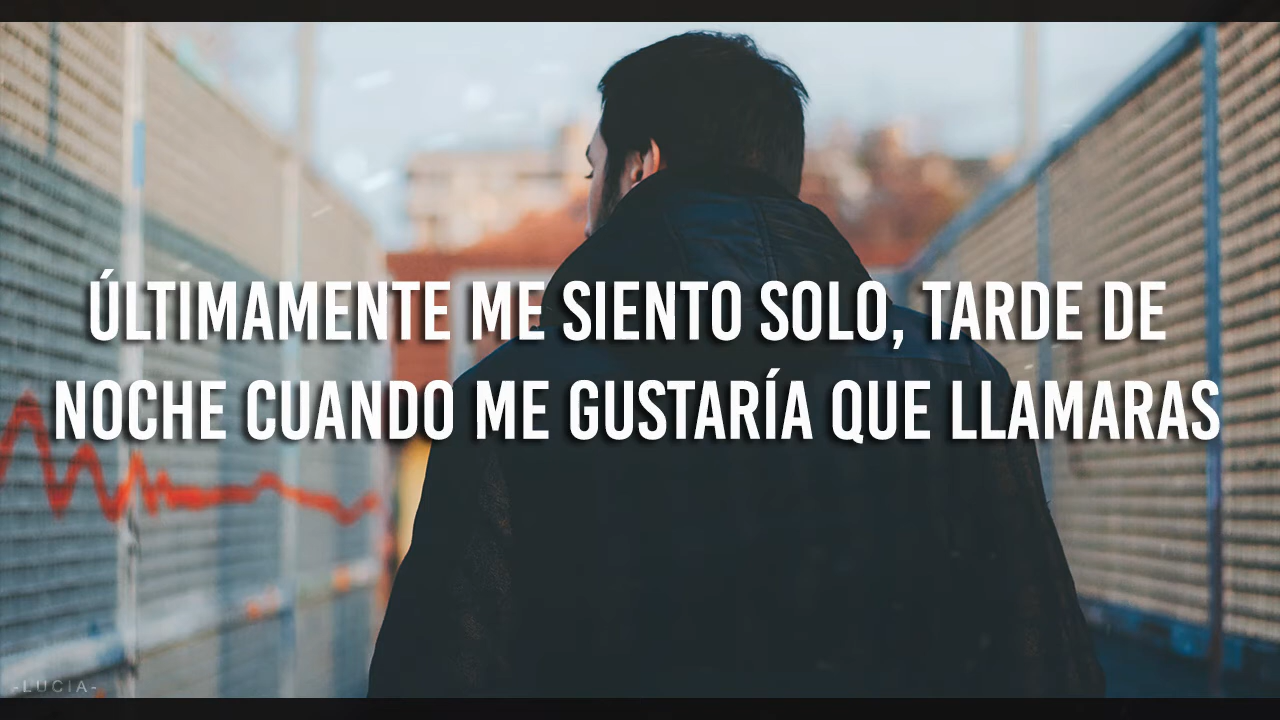 ÚLTIMAMENTE ME SIENTO SOLO, TARDE DE
NOCHE CUANDO ME GUSTARÍA QUE LLAMARAS
-LUCIA-